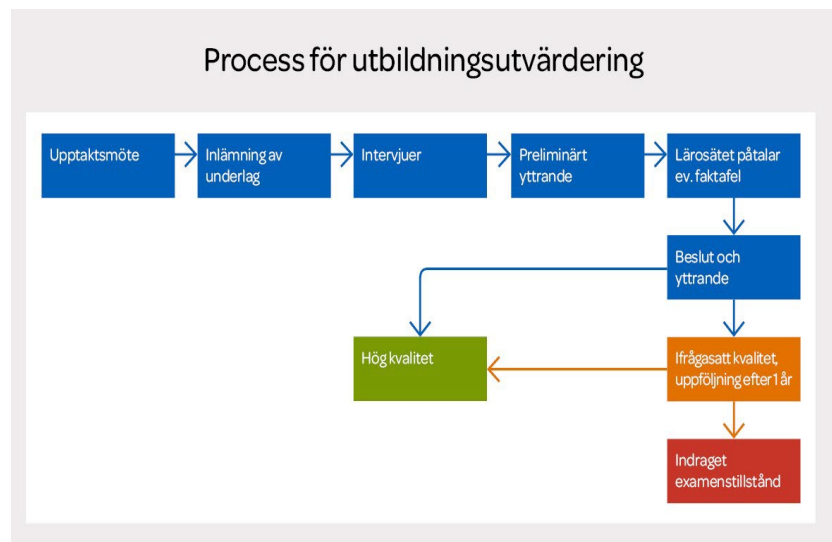 Process för utbildningsutvärdering
Upptaktsmöte
Inlämning av
underlag
Intervjuer
Preliminärt
yttrande
Lärosätet påtalar
ev. faktafel
Beslut och
yttrande
Hög kvalitet
Ifrågasatt kvalitet,
uppföljning efter 1 år
Indraget
examenstillstånd